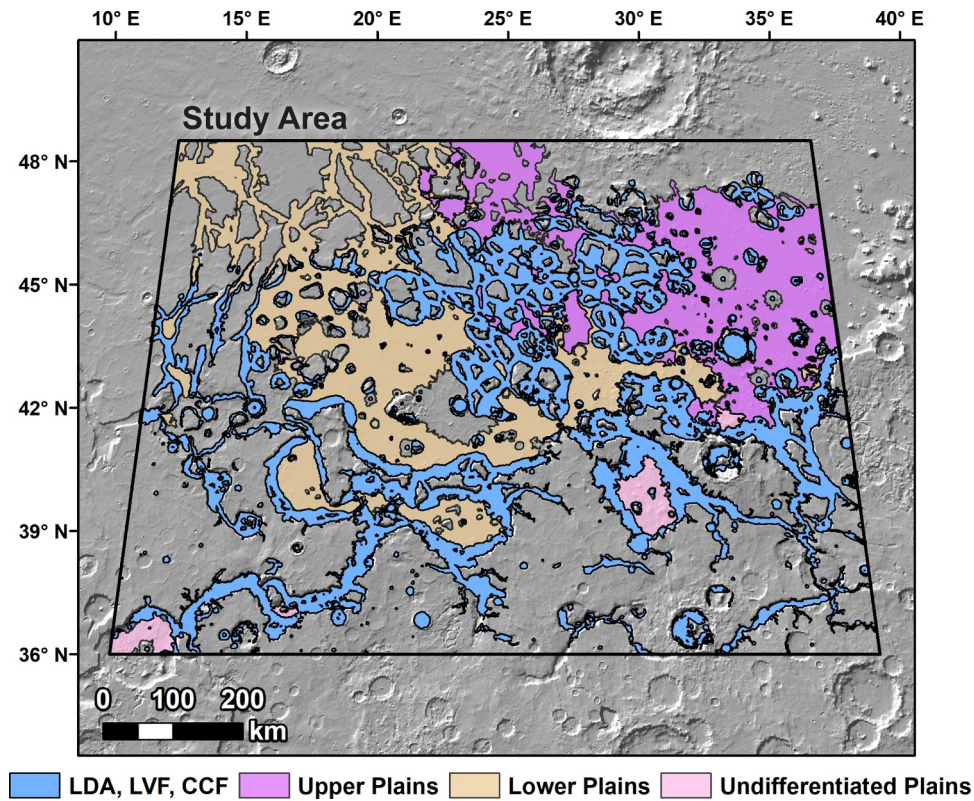 10° E 15° E 20° E 25° E 30° E 35° E 40° E
Study Area
48° N
45° N
42° N
39° N
36° N
0 100 200
km
LDA, LVF, CCF Upper Plains Lower Plains Undifferentiated Plains